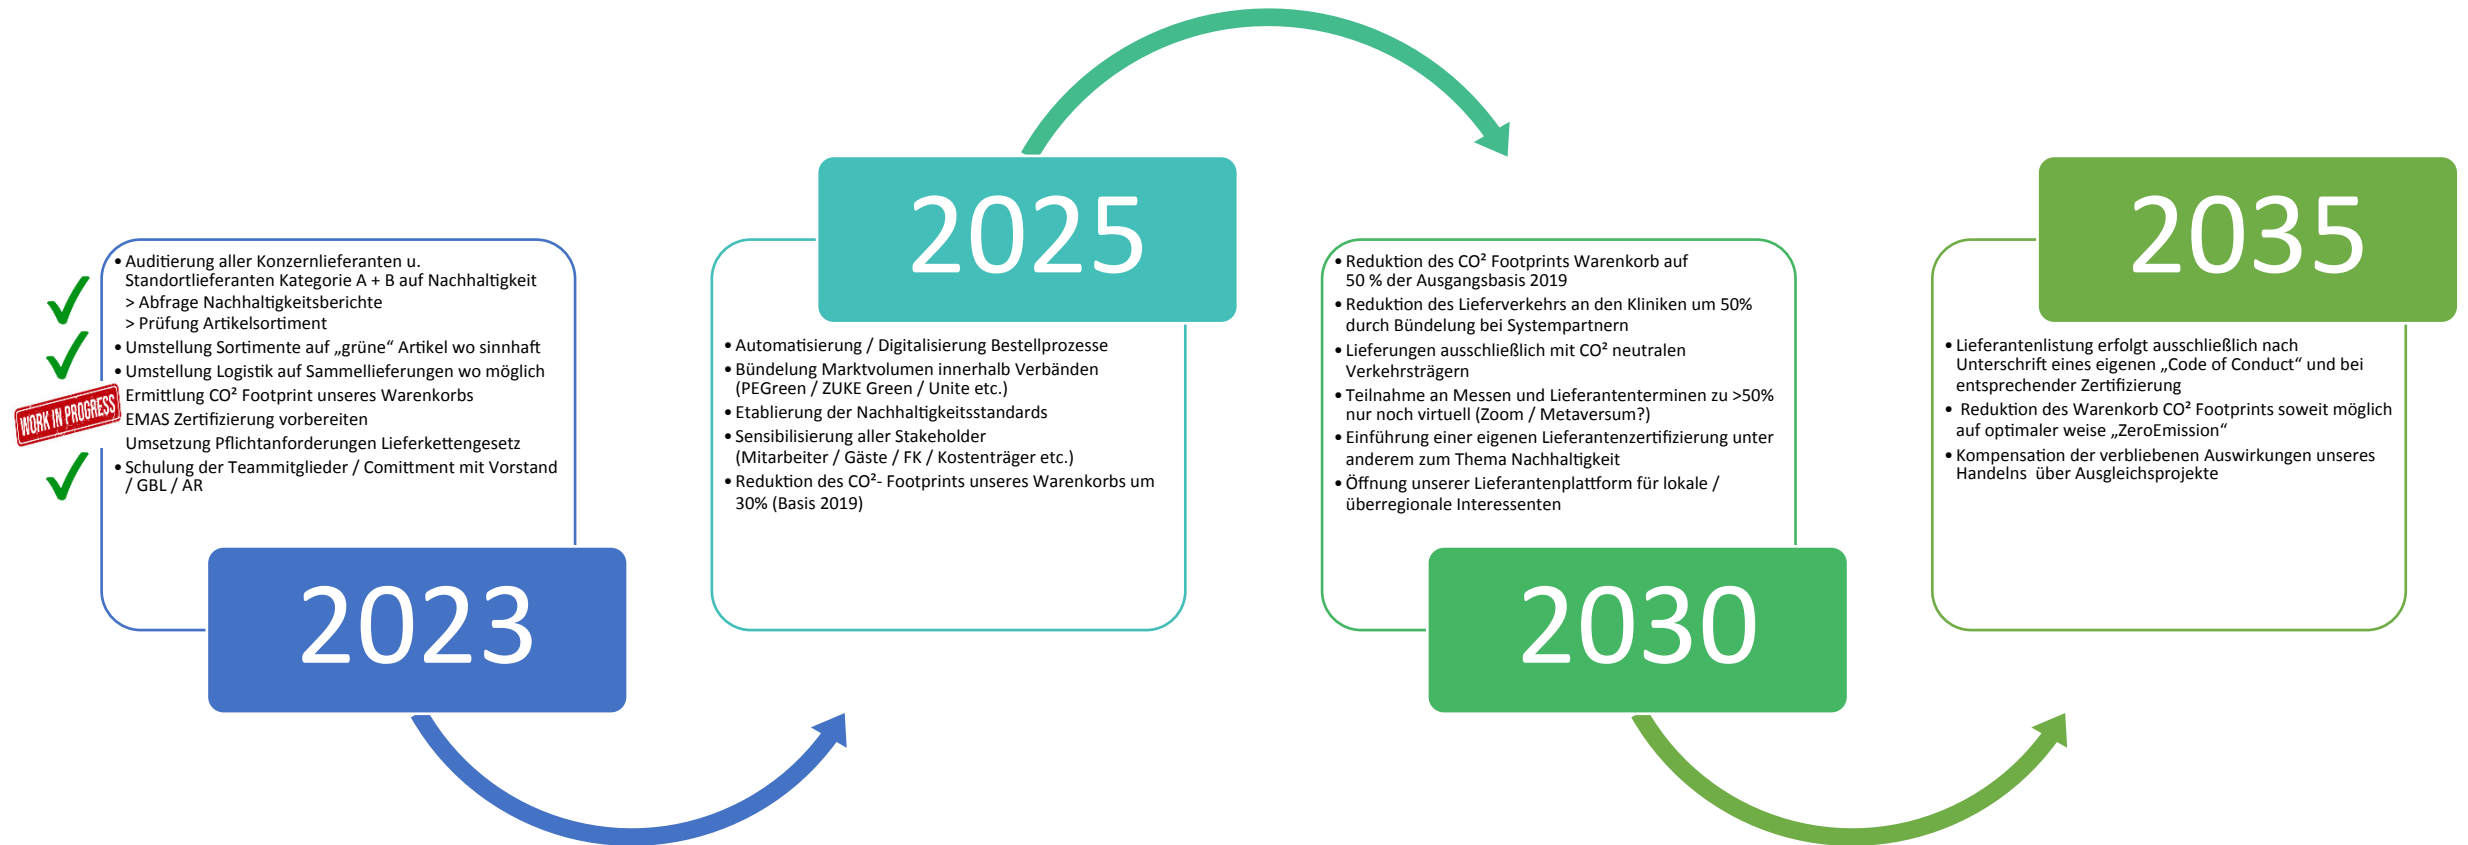 • Auditierung aller Konzernlieferanten u.
Standortlieferanten Kategorie A + B auf Nachhaltigkeit
> Abfrage Nachhaltigkeitsberichte
> Prüfung Artikelsortiment
• Umstellung Sortimente auf „grüne“ Artikel wo sinnhaft
• Umstellung Logistik auf Sammellieferungen wo möglich
Ermittlung CO² Footprint unseres Warenkorbs
EMAS Zertifizierung vorbereiten
Umsetzung Pflichtanforderungen Lieferkettengesetz
• Schulung der Teammitglieder / Comittment mit Vorstand
/ GBL / AR
WORK IN PROGRESS
2023
2025
• Automatisierung / Digitalisierung Bestellprozesse
• Bündelung Marktvolumen innerhalb Verbänden
(PEGreen / ZUKE Green / Unite etc.)
• Etablierung der Nachhaltigkeitsstandards
• Sensibilisierung aller Stakeholder
(Mitarbeiter / Gäste / FK / Kostenträger etc.)
• Reduktion des CO²- Footprints unseres Warenkorbs um
30% (Basis 2019)
• Reduktion des CO² Footprints Warenkorb auf
50 % der Ausgangsbasis 2019
• Reduktion des Lieferverkehrs an den Kliniken um 50%
durch Bündelung bei Systempartnern
• Lieferungen ausschließlich mit CO² neutralen
Verkehrsträgern
• Teilnahme an Messen und Lieferantenterminen zu >50%
nur noch virtuell (Zoom / Metaversum?)
• Einführung einer eigenen Lieferantenzertifizierung unter
anderem zum Thema Nachhaltigkeit
• Öffnung unserer Lieferantenplattform für lokale /
überregionale Interessenten
2030
2035
• Lieferantenlistung erfolgt ausschließlich nach
Unterschrift eines eigenen „Code of Conduct“ und bei
entsprechender Zertifizierung
• Reduktion des Warenkorb CO² Footprints soweit möglich
auf optimaler weise „ZeroEmission“
• Kompensation der verbliebenen Auswirkungen unseres
Handelns über Ausgleichsprojekte